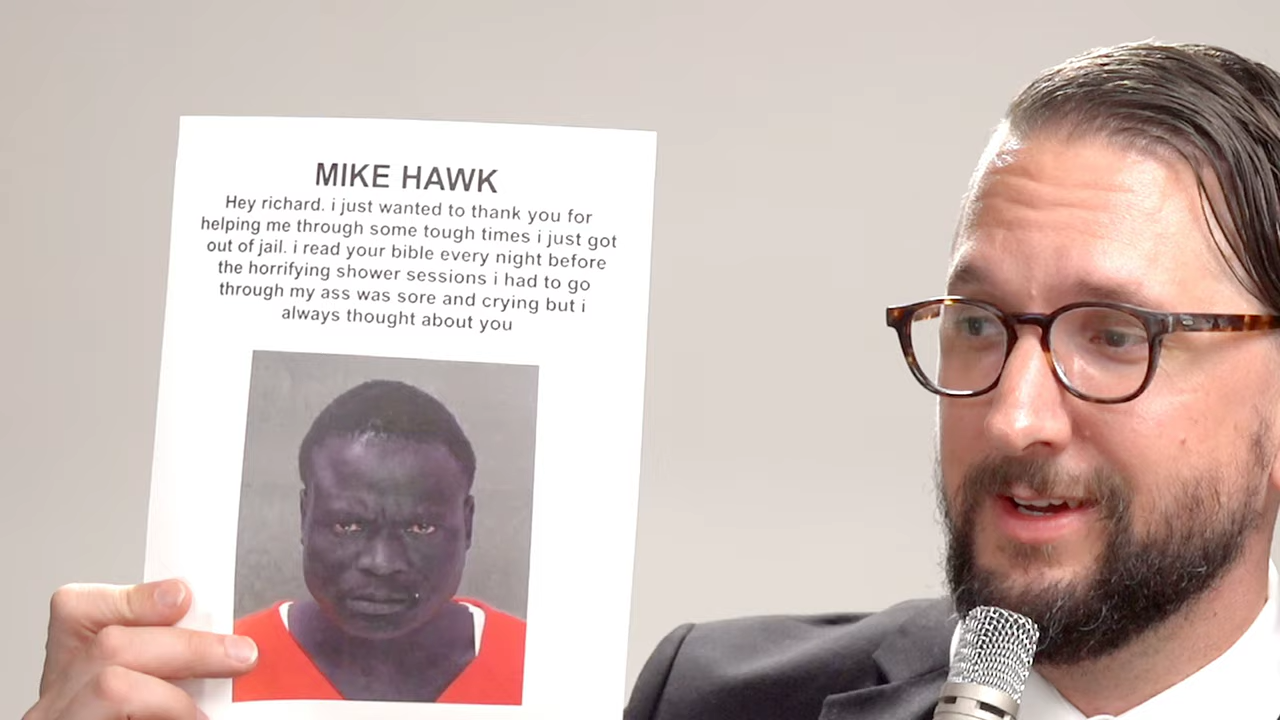 MIKE HAWK
Hey richard. i just wanted to thank you for
helping me through some tough times i just got
out of jail. i read your bible every night before
the horrifying shower sessions i had to go
through my ass was sore and crying but i
always thought about you